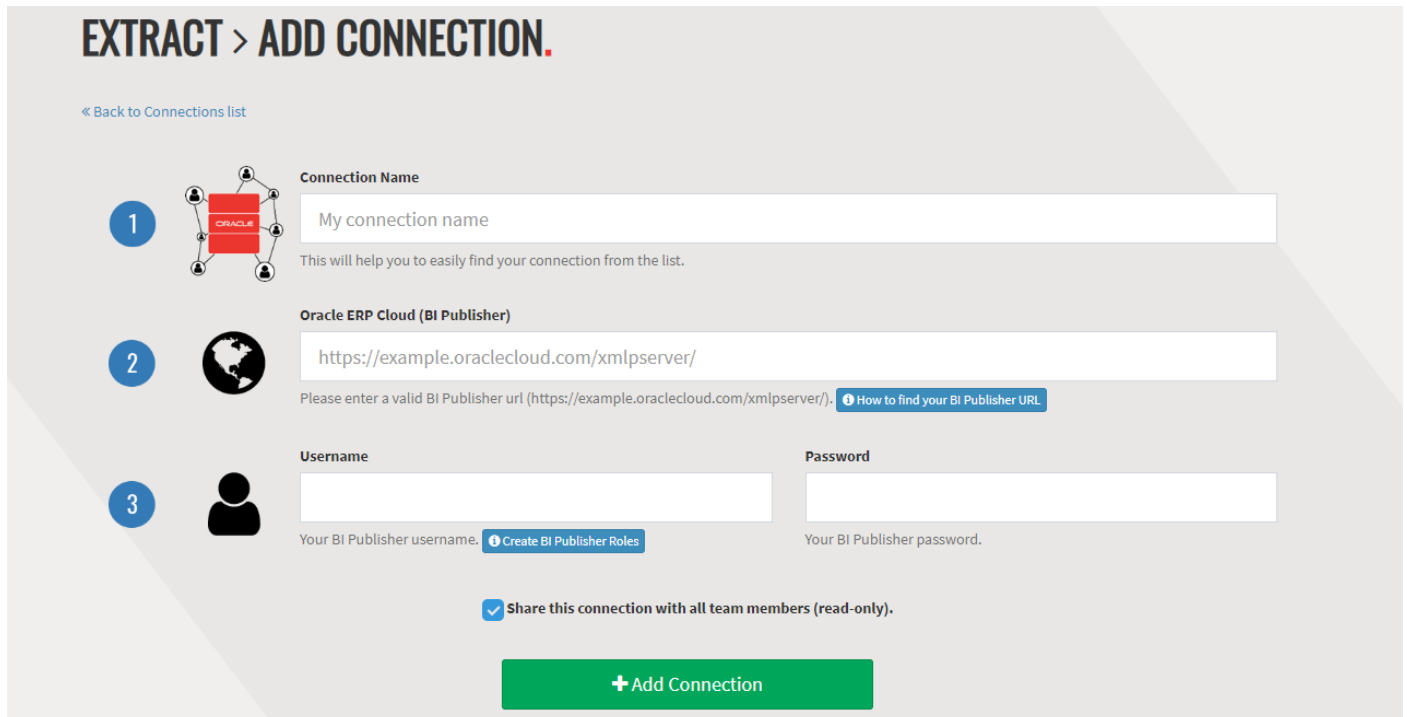 EXTRACT > ADD CONNECTION.
« Back to Connections list
1
ORACLE
Connection Name
My connection name
This will help you to easily find your connection from the list.
2
Oracle ERP Cloud (BI Publisher)
https://example.oraclecloud.com/xmlpserver/
Please enter a valid BI Publisher url (https://example.oraclecloud.com/xmlpserver/). How to find your BI Publisher URL
3
Username
Your BI Publisher username. Create BI Publisher Roles
Password
Your BI Publisher password.
Share this connection with all team members (read-only).
+ Add Connection